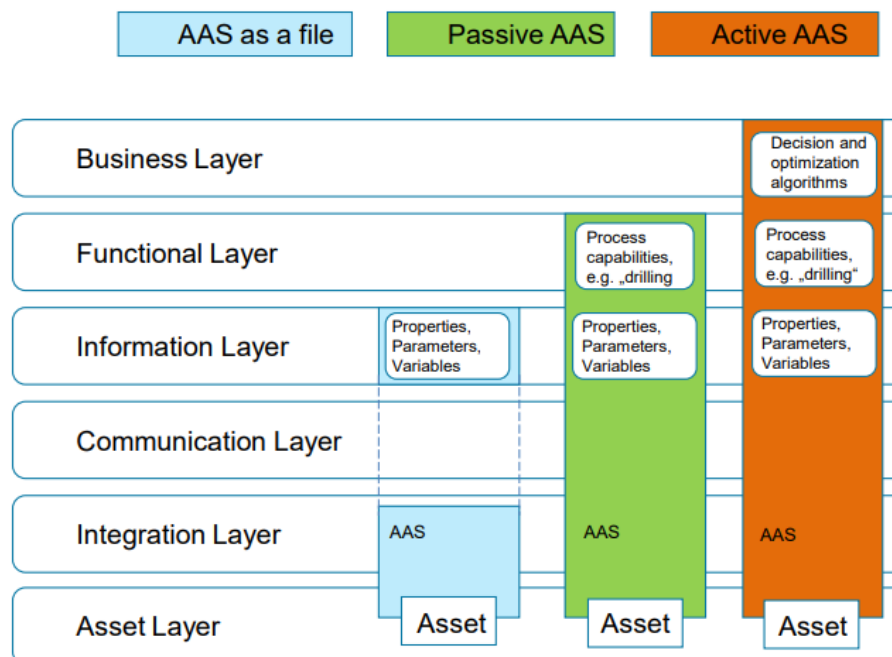 AAS as a file
Passive AAS
Active AAS
Business Layer
Decision and
optimization
algorithms
Functional Layer
Process
capabilities,
e.g. „drilling
Process
capabilities,
e.g. „drilling“
Information Layer
Properties,
Parameters,
Variables
Properties,
Parameters,
Variables
Properties,
Parameters,
Variables
Communication Layer
Integration Layer
AAS
AAS
AAS
Asset Layer
Asset
Asset
Asset